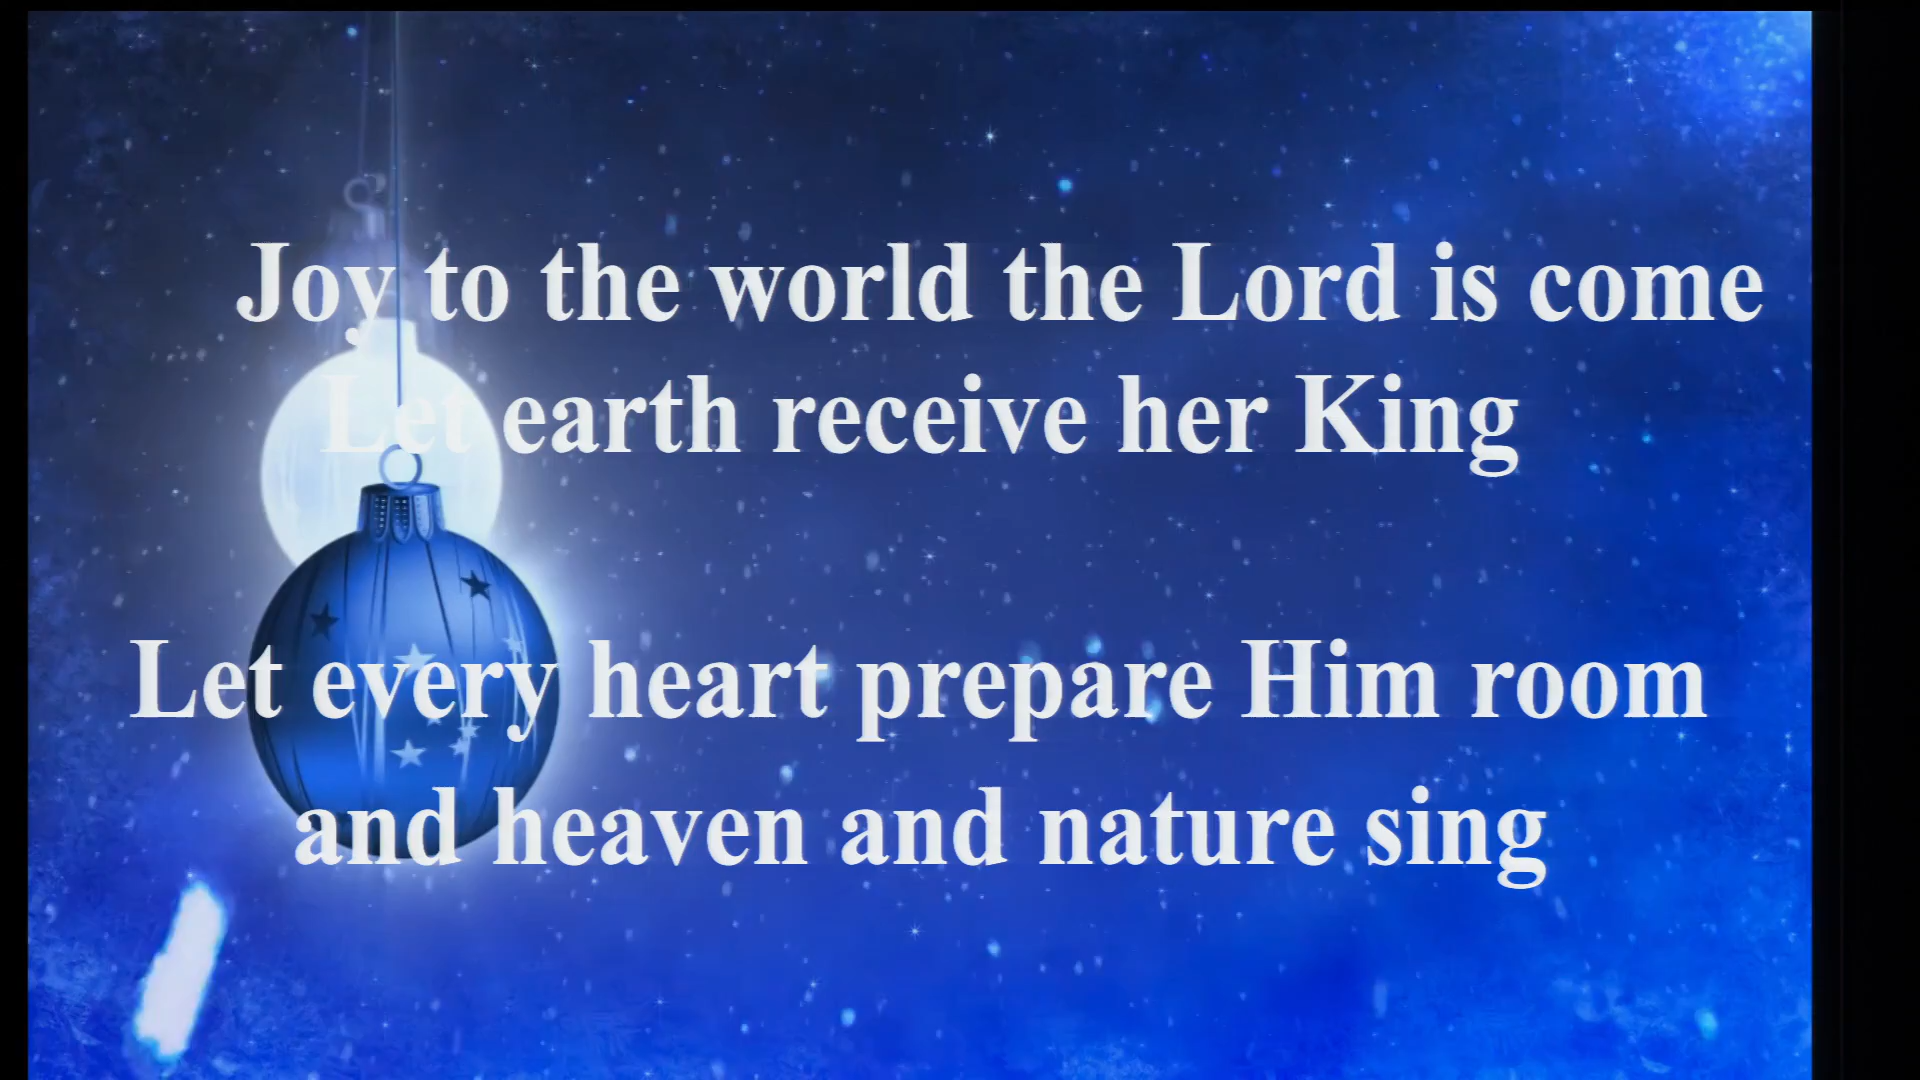 Joy to the world the Lord is come
Let earth receive her King
Let every heart prepare Him room
and heaven and nature sing